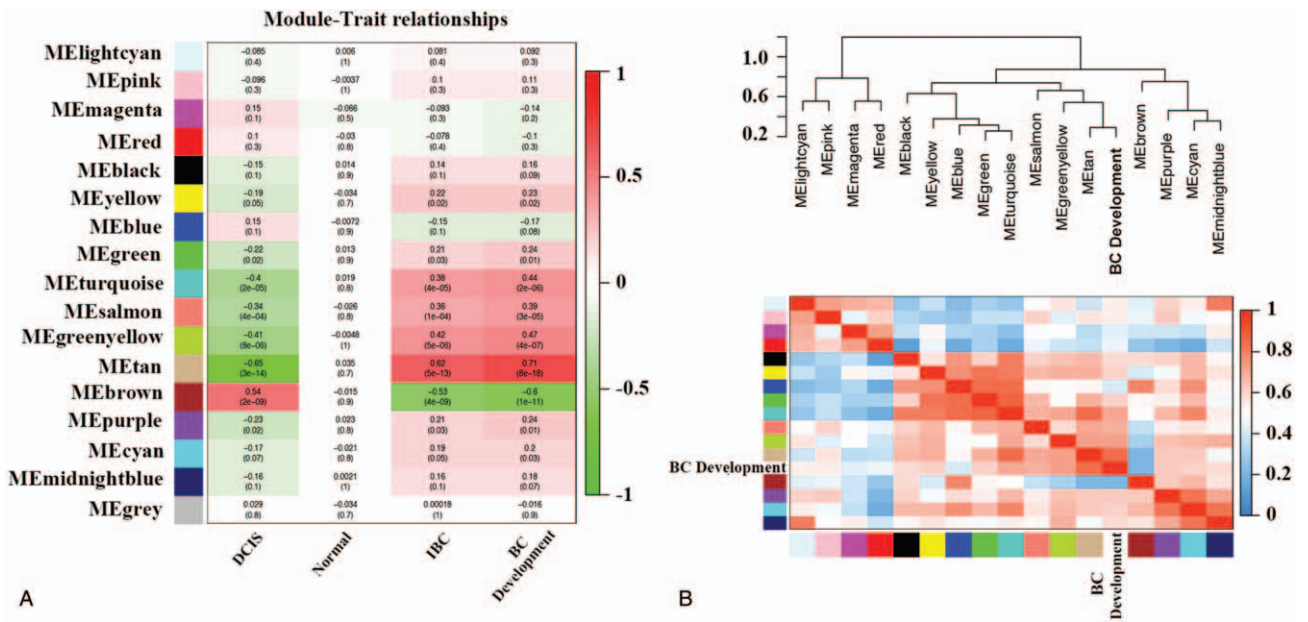 Module-Trait relationships
MElightcyan
−0.085 0.006 0.081 0.092
(0.4) (1) (0.4) (0.3)
MEpink
−0.096 −0.0037 0.1 0.11
(0.3) (1) (0.3) (0.3)
MEmagenta
0.15 −0.066 −0.093 −0.14
(0.1) (0.5) (0.3) (0.2)
MEred
0.1 −0.03 −0.078 −0.1
(0.3) (0.8) (0.4) (0.3)
MEblack
−0.15 0.014 0.14 0.16
(0.1) (0.9) (0.1) (0.09)
MEyellow
−0.19 −0.034 0.22 0.23
(0.05) (0.7) (0.02) (0.02)
MEblue
0.15 −0.0072 −0.15 −0.17
(0.1) (0.9) (0.1) (0.08)
MEgreen
−0.22 0.013 0.21 0.24
(0.02) (0.9) (0.03) (0.01)
MEturquoise
−0.4 0.019 0.38 0.44
(2e−05) (0.8) (4e−05) (2e−06)
MEsalmon
−0.34 −0.026 0.36 0.39
(4e−04) (0.8) (1e−04) (3e−05)
MEgreenyellow
−0.41 −0.0048 0.42 0.47
(8e−06) (1) (5e−06) (4e−07)
MEtan
−0.65 0.035 0.62 0.71
(3e−14) (0.7) (5e−13) (8e−18)
MEbrown
0.54 −0.015 −0.53 −0.6
(2e−09) (0.9) (4e−09) (1e−11)
MEpurple
−0.23 0.023 0.21 0.24
(0.02) (0.8) (0.03) (0.01)
MEcyan
−0.17 −0.021 0.19 0.2
(0.07) (0.8) (0.05) (0.03)
MEmidnightblue
−0.16 0.0021 0.16 0.18
(0.1) (1) (0.1) (0.07)
MEgrey
0.029 −0.034 0.00018 −0.016
(0.8) (0.7) (1) (0.9)
DCIS
Normal
IBC
BC
Development
1
0.5
0
-0.5
-1
A
1.0
0.6
0.2
MElightcyan
MEpink
MEmagenta
MEred
MEblack
MEyellow
MEblue
MEgreen
MEturquoise
MEsalmon
MEgreenyellow
MEtan
BC Development
MEbrown
MEpurple
MEcyan
MEmidnightblue
BC Development
1
0.8
0.6
0.4
0.2
0
BC
Development
B